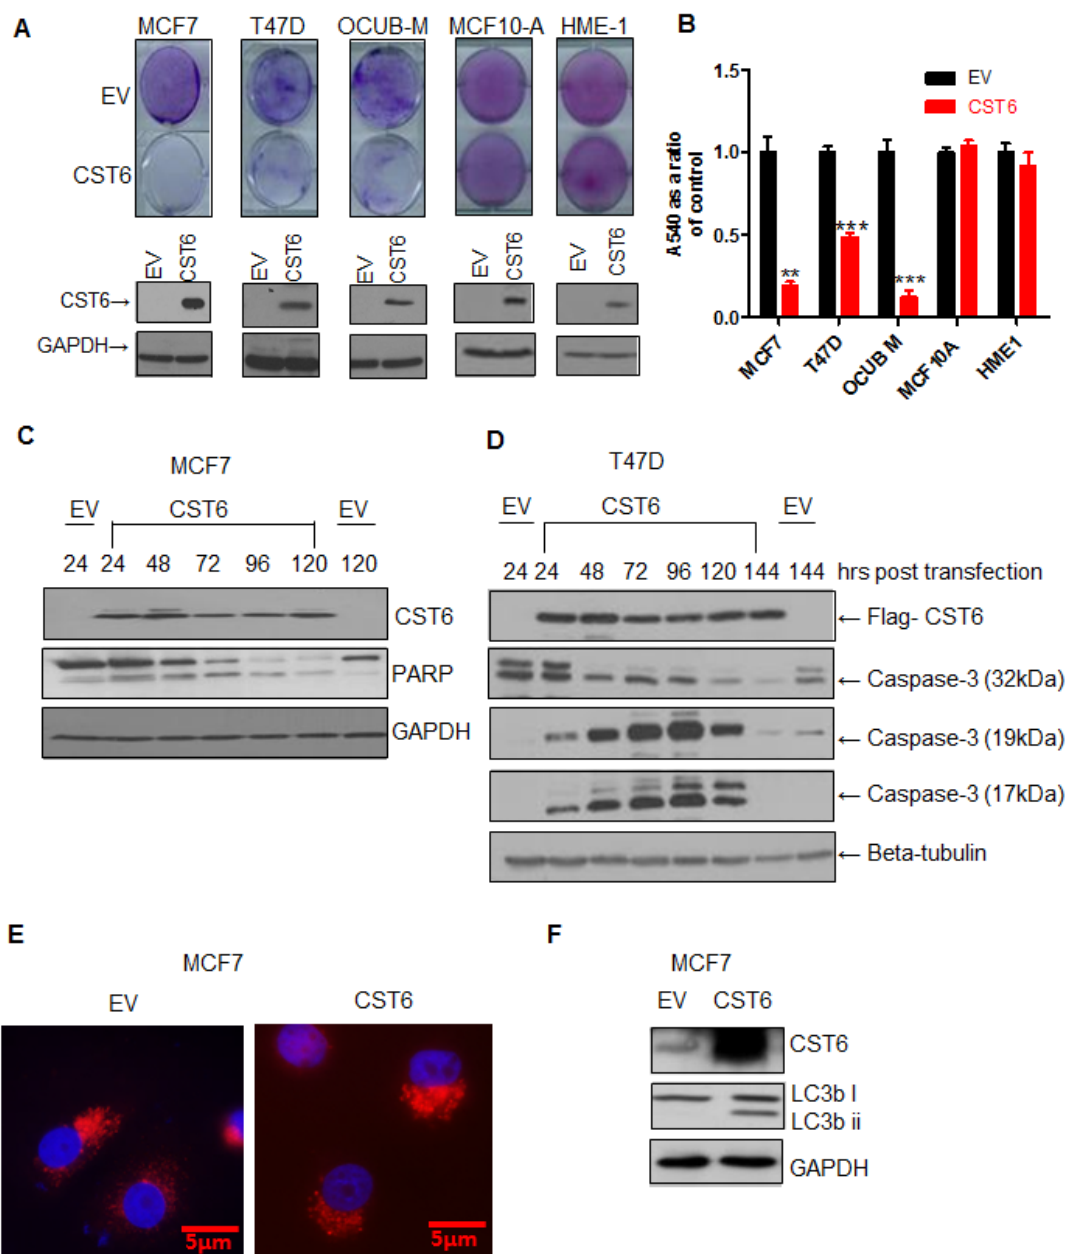 A
MCF7 T47D OCUB-M MCF10-A HME-1
EV
CST6
EV CST6 EV CST6 EV CST6 EV CST6 EV CST6
CST6→
GAPDH→
B
EV
CST6
A540 as a ratio
of control
1.5
1.0
0.5
0.0
** *** ***
MCF7 T47D OCUB M MCF10A HME1
C
MCF7
EV CST6 EV
24 24 48 72 96 120 120
CST6
PARP
GAPDH
D
T47D
EV CST6 EV
24 24 48 72 96 120 144 144 hrs post transfection
← Flag- CST6
← Caspase-3 (32kDa)
← Caspase-3 (19kDa)
← Caspase-3 (17kDa)
← Beta-tubulin
E
MCF7
EV CST6
5μm 5μm
F
MCF7
EV CST6
CST6
LC3b I
LC3b ii
GAPDH